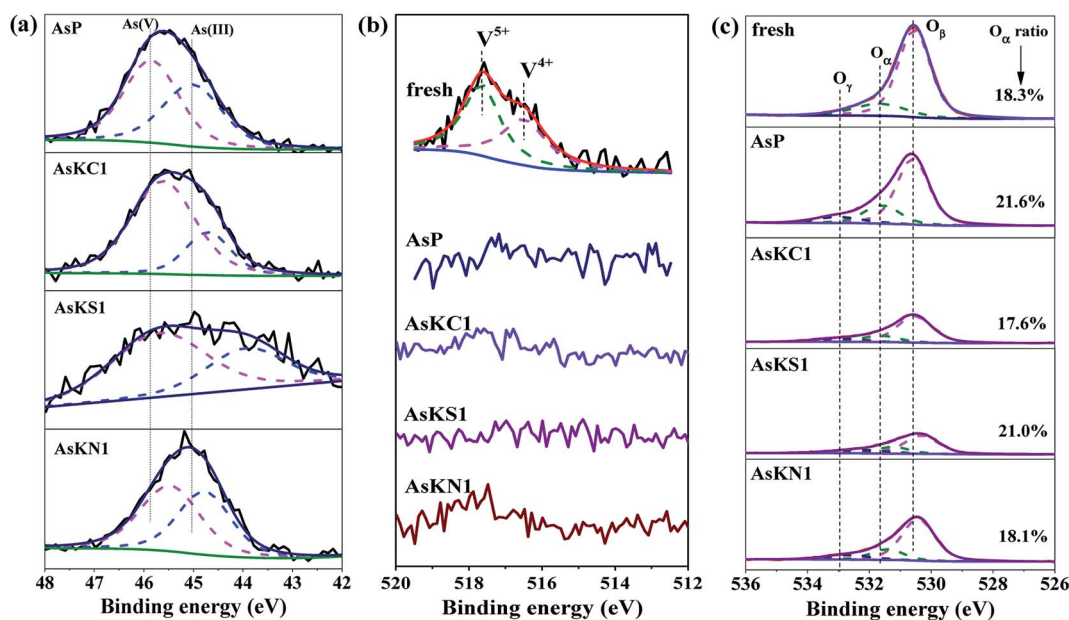 (a)
AsP
As(V)
As(III)
AsKC1
AsKS1
AsKN1
48 47 46 45 44 43 42
Binding energy (eV)
(b)
V5+
V4+
fresh
AsP
AsKC1
AsKS1
AsKN1
520 518 516 514 512
Binding energy (eV)
(c)
fresh
Oγ
Oα
Oβ
Oα ratio
18.3%
AsP
21.6%
AsKC1
17.6%
AsKS1
21.0%
AsKN1
18.1%
536 534 532 530 528 526
Binding energy (eV)